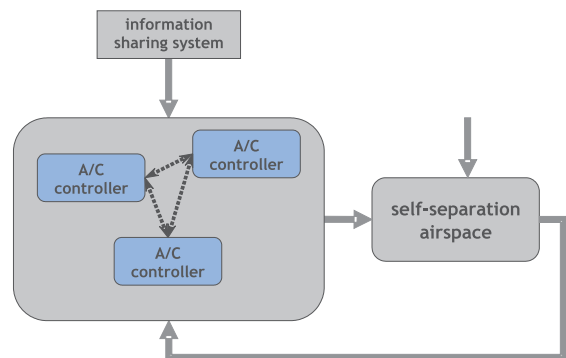 information
sharing system
A/C
controller
A/C
controller
A/C
controller
self-separation
airspace